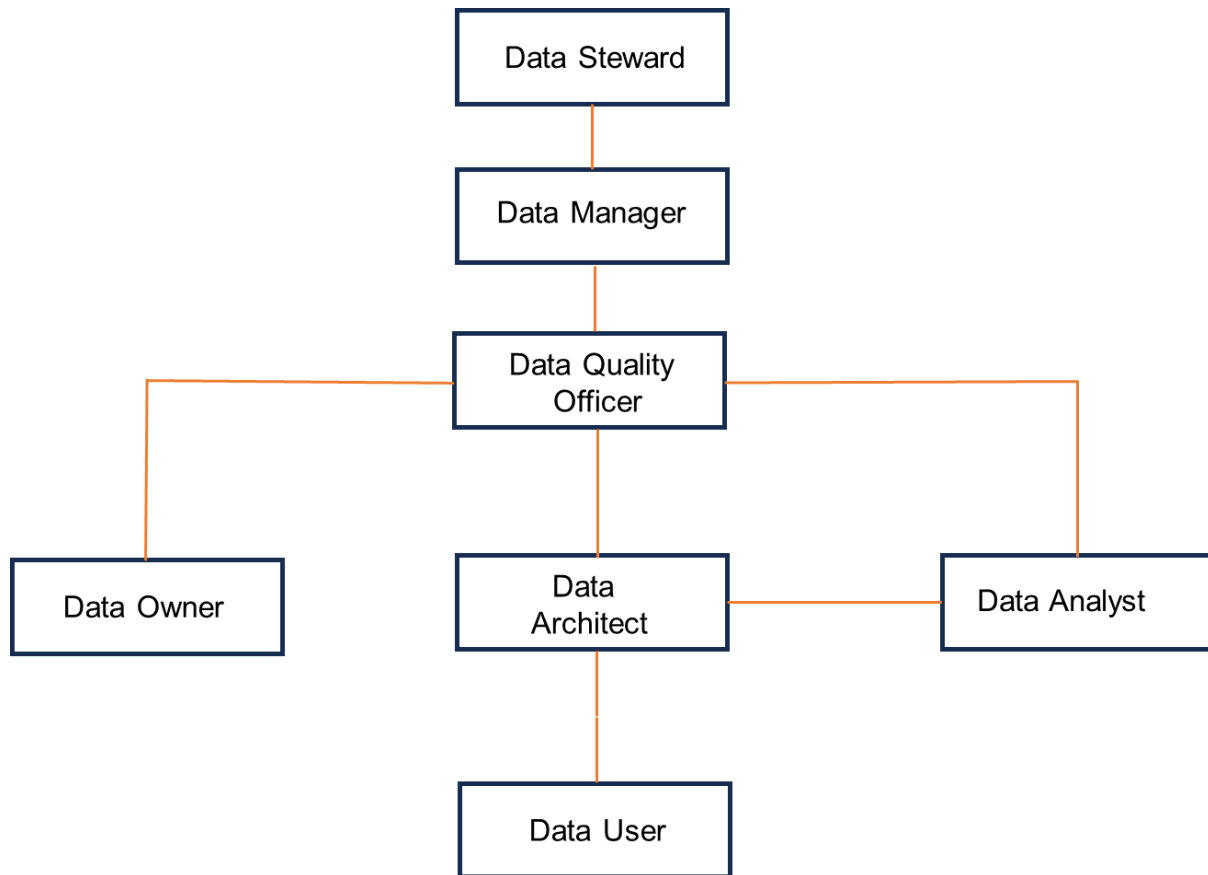 Data Steward
Data Manager
Data Quality
Officer
Data Owner
Data
Architect
Data Analyst
Data User